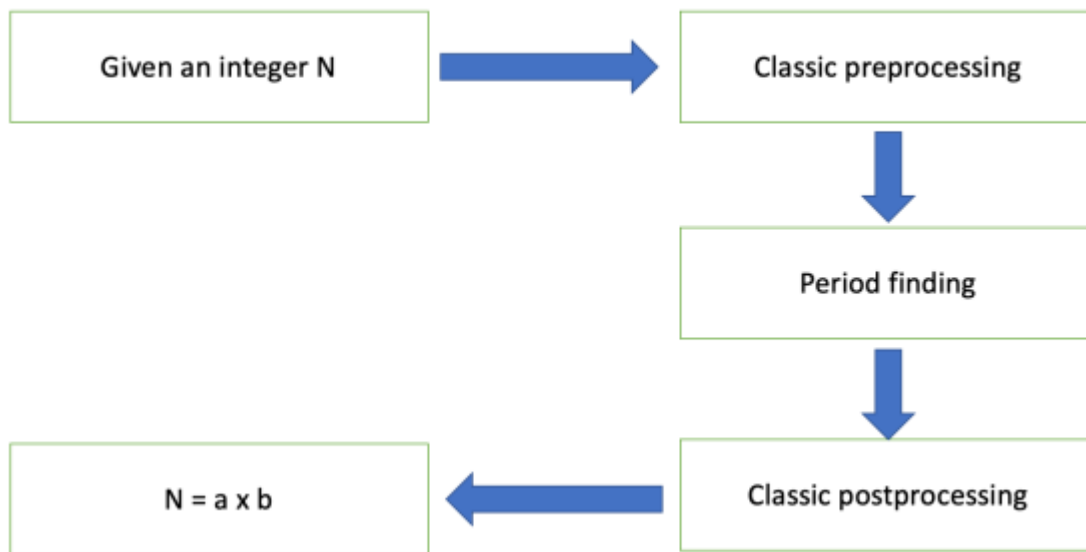 Given an integer N
Classic preprocessing
Period finding
Classic postprocessing
N = a x b